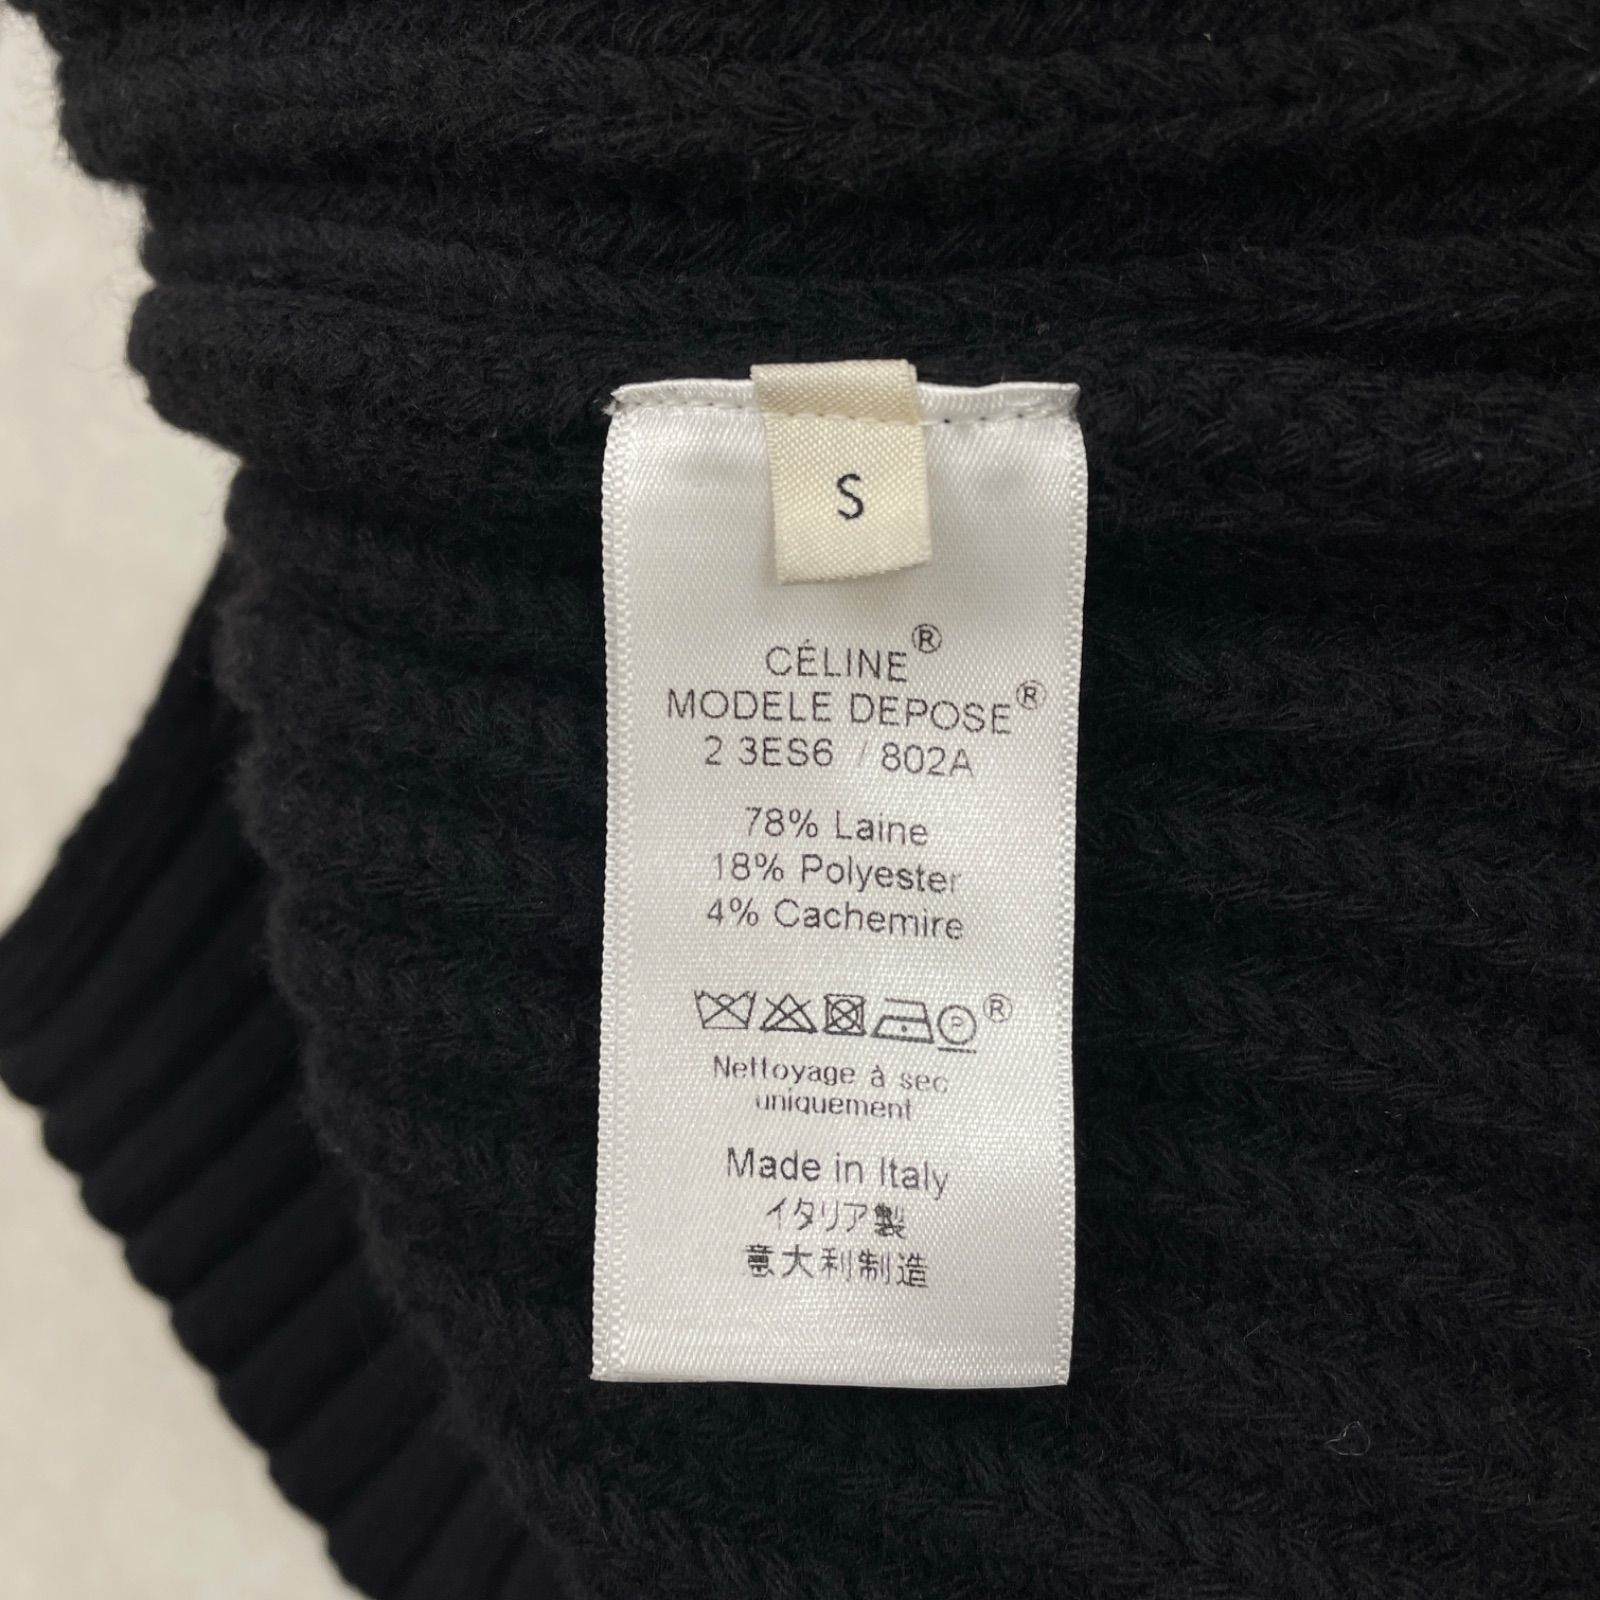 S
CÉLINE®
MODELE DEPOSE®
2 3ES6 / 802A
78% Laine
18% Polyester
4% Cachemire
P ®
Nettoyage à sec
uniquement
Made in Italy
イタリア製
意大利制造